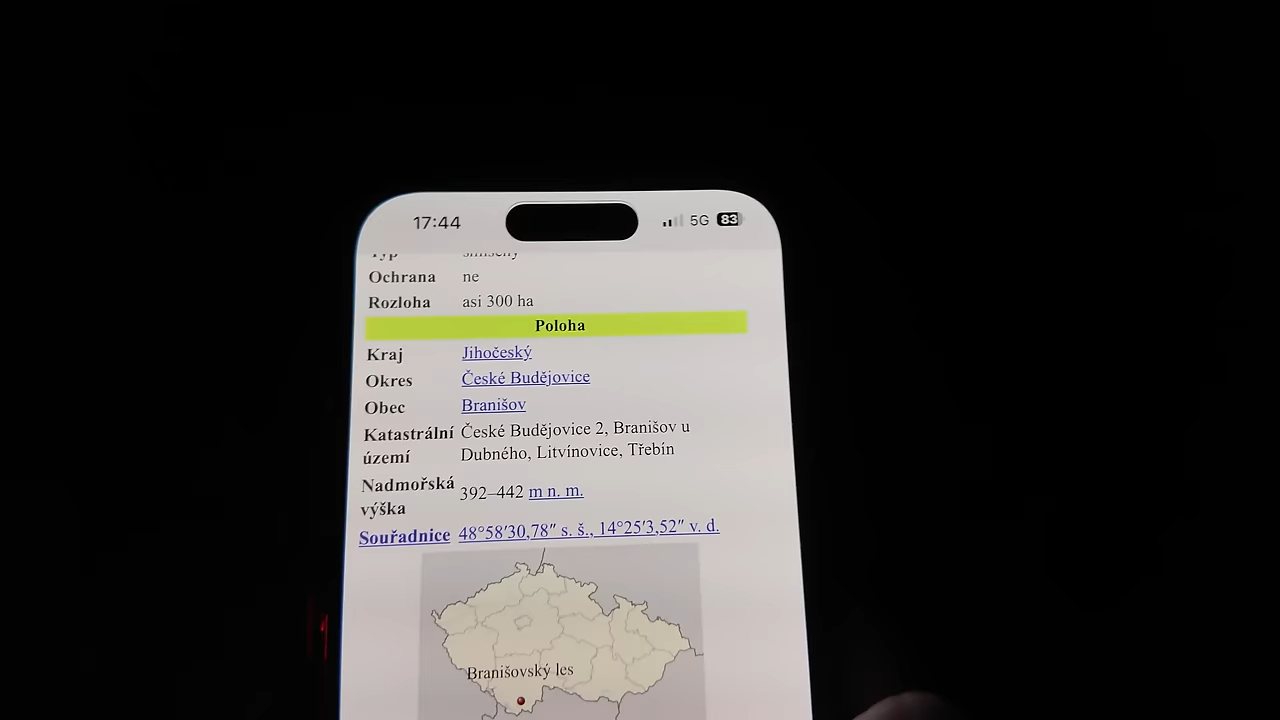 17:44 5G 83
Typ smíšený
Ochrana ne
Rozloha asi 300 ha
Poloha
Kraj Jihočeský
Okres České Budějovice
Obec Branišov
Katastrální České Budějovice 2, Branišov u
území Dubného, Litvínovice, Třebín
Nadmořská
výška 392–442 m n. m.
Souřadnice 48°58′30,78″ s. š., 14°25′3,52″ v. d.
Branišovský les